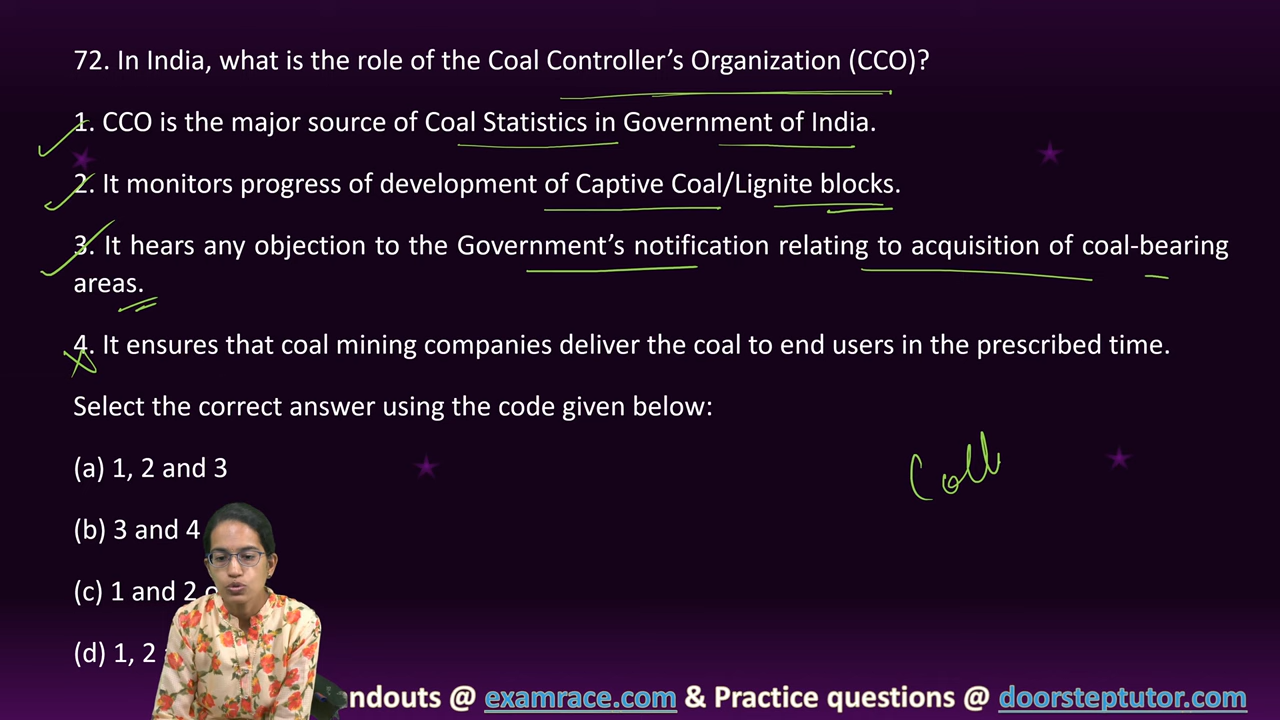 72. In India, what is the role of the Coal Controller's Organization (CCO)?
1. CCO is the major source of Coal Statistics in Government of India.
2. It monitors progress of development of Captive Coal/Lignite blocks.
3. It hears any objection to the Government's notification relating to acquisition of coal-bearing
areas.
4. It ensures that coal mining companies deliver the coal to end users in the prescribed time.
Select the correct answer using the code given below:
(a) 1, 2 and 3
Coll
(b) 3 and 4
(c) 1 and 2
(d) 1, 2
@ examrace.com & Practice questions @ doorsteptutor.com